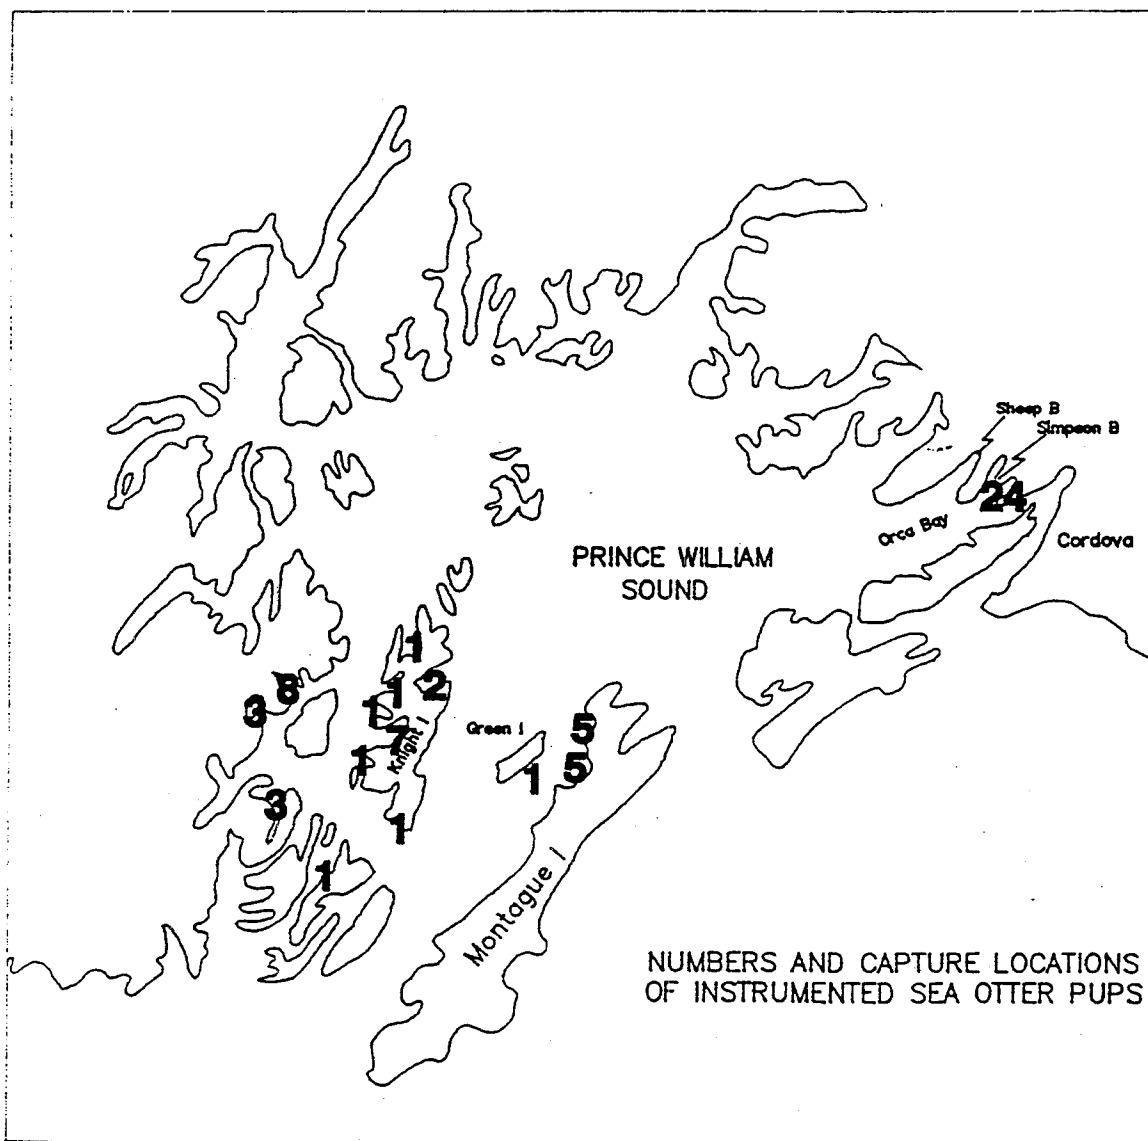 Sheep B
Simpson B
24
Orca Bay
Cordova
PRINCE WILLIAM
SOUND
1
8
3
1
2
1
7
Knight I
1
Green I
5
5
1
3
1
1
Montague I
NUMBERS AND CAPTURE LOCATIONS
OF INSTRUMENTED SEA OTTER PUPS